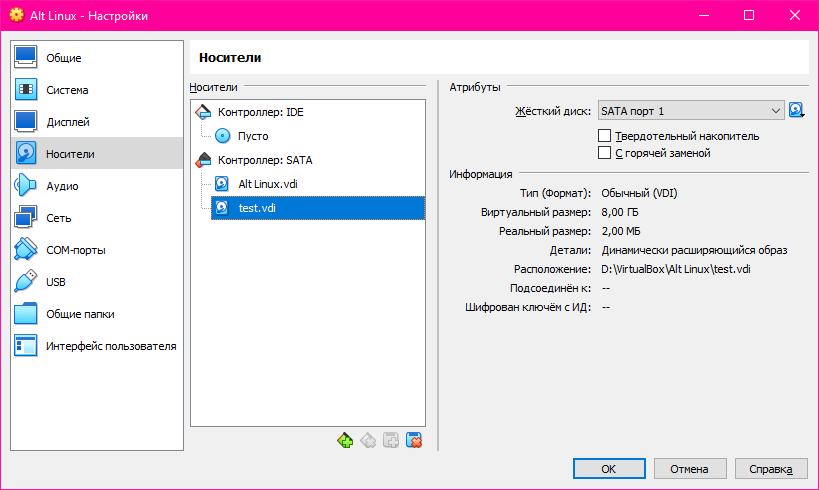 Alt Linux - Настройки
Общие
Система
Дисплей
Носители
Аудио
Сеть
COM-порты
USB
Общие папки
Интерфейс пользователя
Носители
Носители
Контроллер: IDE
Пусто
Контроллер: SATA
Alt Linux.vdi
test.vdi
Атрибуты
Жёсткий диск: SATA порт 1
Твердотельный накопитель
С горячей заменой
Информация
Тип (Формат): Обычный (VDI)
Виртуальный размер: 8,00 ГБ
Реальный размер: 2,00 МБ
Детали: Динамически расширяющийся образ
Расположение: D:\VirtualBox\Alt Linux\test.vdi
Подсоединён к: --
Шифрован ключём с ИД: --
OK Отмена Справка